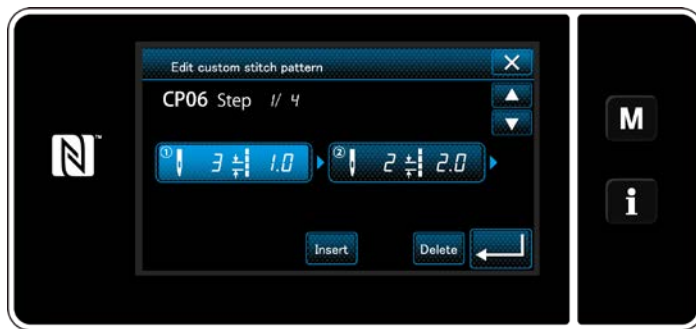 Edit custom stitch pattern
CP06 Step 1/ 4
M
① 3 1.0 ② 2 2.0
i
Insert Delete